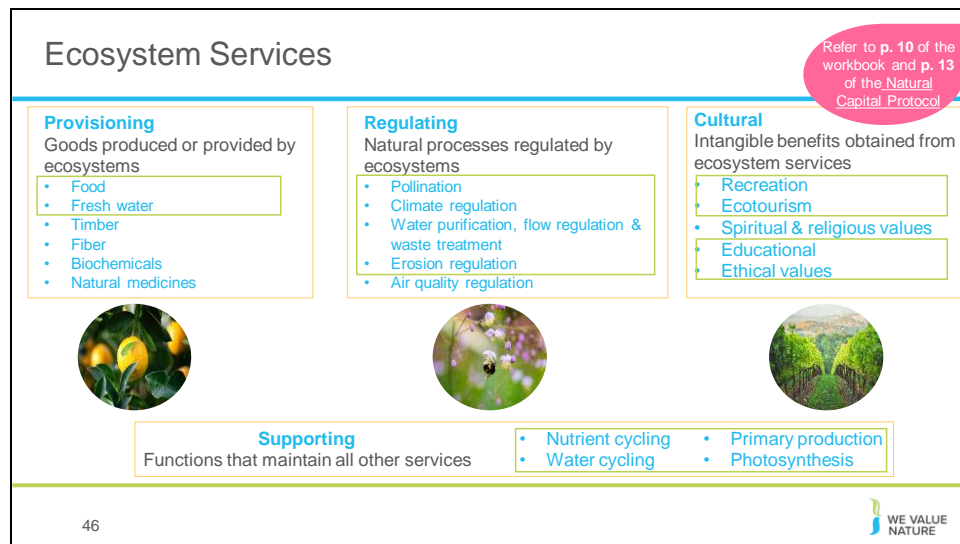 Ecosystem Services
Refer to p. 10 of the
workbook and p. 13
of the Natural
Capital Protocol
Provisioning
Goods produced or provided by
ecosystems
• Food
• Fresh water
• Timber
• Fiber
• Biochemicals
• Natural medicines
Regulating
Natural processes regulated by
ecosystems
• Pollination
• Climate regulation
• Water purification, flow regulation &
waste treatment
• Erosion regulation
• Air quality regulation
Cultural
Intangible benefits obtained from
ecosystem services
• Recreation
• Ecotourism
• Spiritual & religious values
• Educational
• Ethical values
Supporting
Functions that maintain all other services
• Nutrient cycling
• Water cycling
• Primary production
• Photosynthesis
46
WE VALUE
NATURE